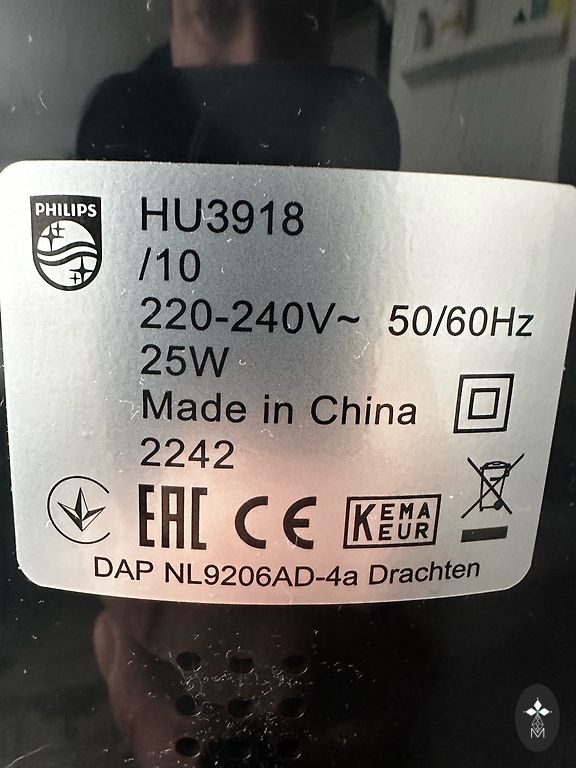 PHILIPS
HU3918
/10
220-240V~ 50/60Hz
25W
Made in China
2242
EAC CE KEMA
KEUR
DAP NL9206AD-4a Drachten
M